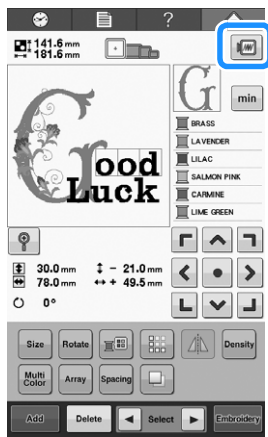 ?
141.6 mm
181.6 mm
G
min
BRASS
LAVENDER
LILAC
SALMON PINK
CARMINE
LIME GREEN
Good
Luck
30.0 mm - 21.0 mm
78.0 mm + 49.5 mm
0°
Size Rotate Density
Multi Color Array Spacing
Add Delete Select Embroidery